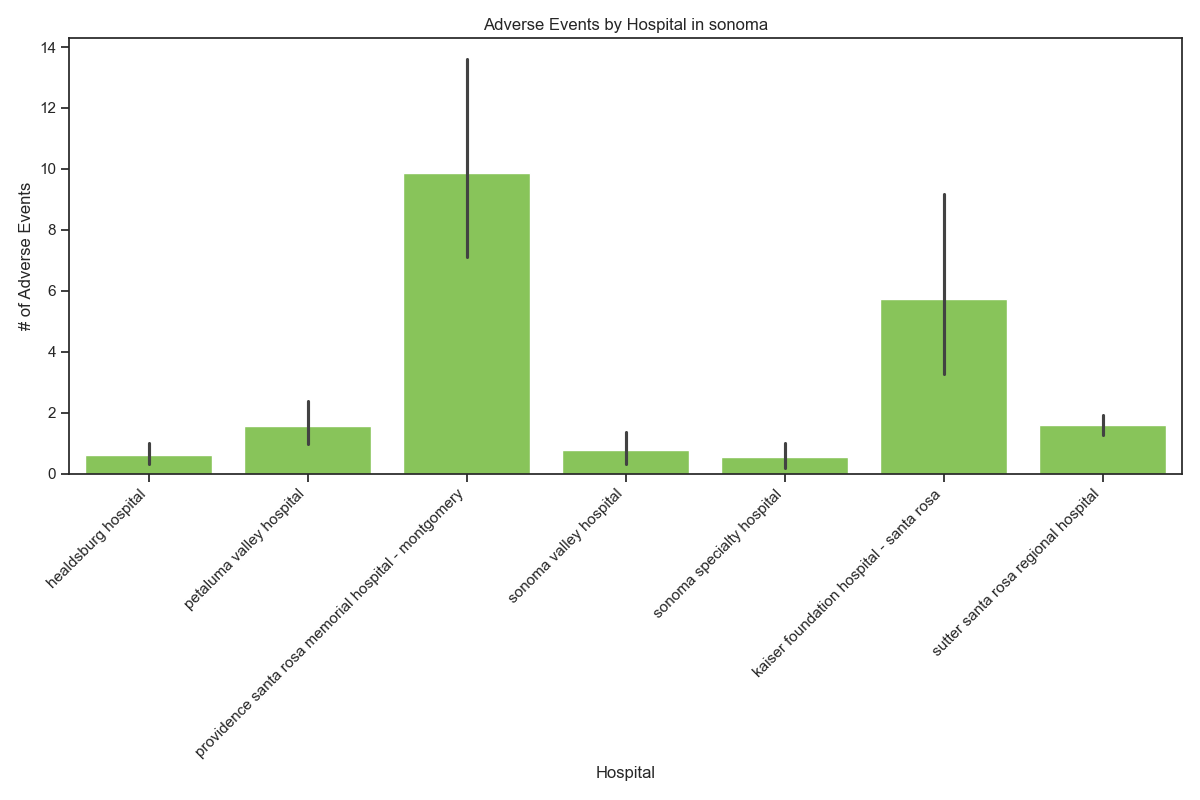 Adverse Events by Hospital in sonoma
14
12
10
8
6
4
2
0
# of Adverse Events
healdsburg hospital
petaluma valley hospital
providence santa rosa memorial hospital - montgomery
sonoma valley hospital
sonoma specialty hospital
kaiser foundation hospital - santa rosa
sutter santa rosa regional hospital
Hospital